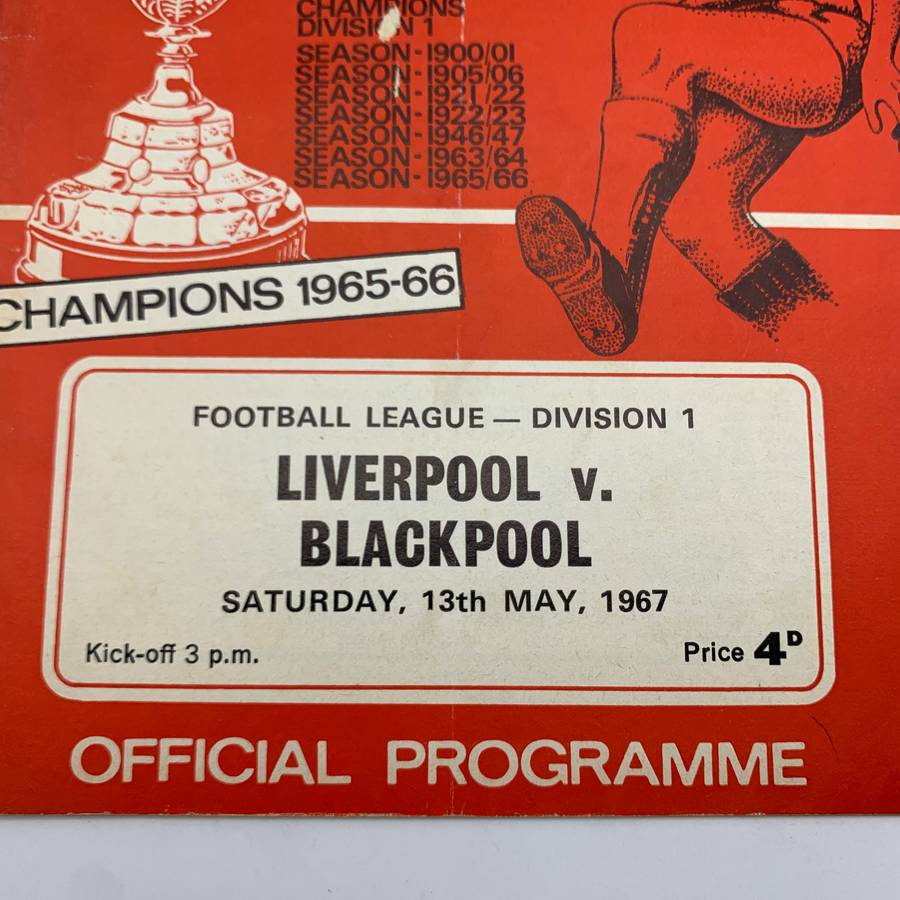 CHAMPIONS
DIVISION 1
SEASON - 1900/01
SEASON - 1905/06
SEASON - 1921/22
SEASON - 1922/23
SEASON - 1946/47
SEASON - 1963/64
SEASON - 1965/66
CHAMPIONS 1965-66
FOOTBALL LEAGUE — DIVISION 1
LIVERPOOL v.
BLACKPOOL
SATURDAY, 13th MAY, 1967
Kick-off 3 p.m.
Price 4D
OFFICIAL PROGRAMME